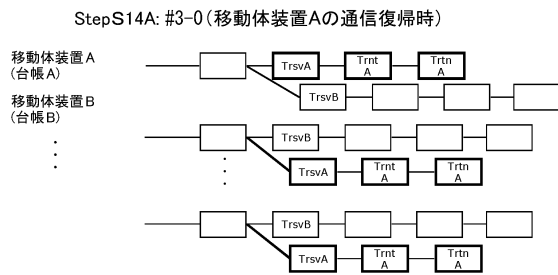 StepS14A: #3-0(移動体装置Aの通信復帰時)
移動体装置A
(台帳A)
TrsvA
Trnt
A
Trtn
A
TrsvB
移動体装置B
(台帳B)
TrsvB
TrsvA
Trnt
A
Trtn
A
TrsvB
TrsvA
Trnt
A
Trtn
A